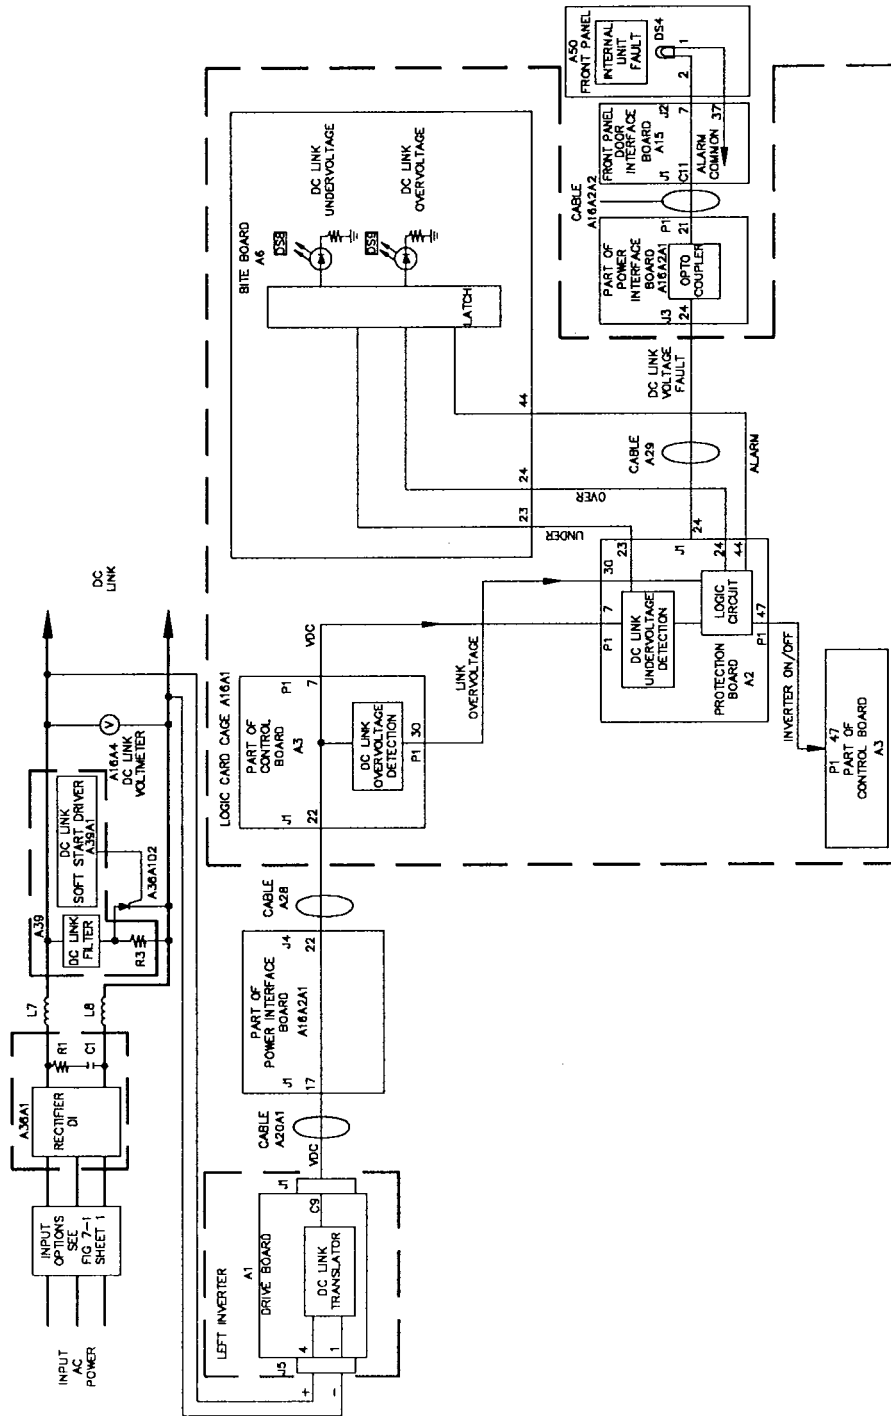 INPUT
AC
POWER
INPUT
OPTIONS
SEE
FIG 7-1
SHEET 1
A36A1
RECTIFIER
D1
R1
C1
L7
L8
A39
DC LINK
FILTER
R3
DC LINK
SOFT START DRIVER
A39A1
A36A1D2
A16A4
DC LINK
VOLTMETER
V
DC
LINK
LEFT INVERTER
A1
DRIVE BOARD
DC LINK
TRANSLATOR
J5
+
4
-
1
C9
J1
VDC
CABLE
A20A1
J1
17
PART OF
POWER INTERFACE
BOARD
A16A2A1
J4
22
CABLE
A28
LOGIC CARD CAGE A16A1
J1
22
PART OF
CONTROL
BOARD
A3
DC LINK
OVERVOLTAGE
DETECTION
P1
7
P1 30
VDC
LINK
OVERVOLTAGE
BITE BOARD
A6
LATCH
DS8
DC LINK
UNDERVOLTAGE
DS9
DC LINK
OVERVOLTAGE
23
24
44
UNDER
OVER
ALARM
P1 7
30
23
DC LINK
UNDERVOLTAGE
DETECTION
LOGIC
CIRCUIT
PROTECTION
BOARD
A2
J1
24
24
44
P1 47
INVERTER ON/OFF
P1 47
PART OF
CONTROL BOARD
A3
CABLE
A29
DC LINK
VOLTAGE
FAULT
J3
24
PART OF
POWER
INTERFACE
BOARD
A16A2A1
OPTO
COUPLER
P1
21
CABLE
A16A2A2
J1
C11
FRONT PANEL
DOOR
INTERFACE
BOARD
A15
ALARM
COMMON
J2
7
37
A50
FRONT PANEL
INTERNAL
UNIT
FAULT
DS4
2
1